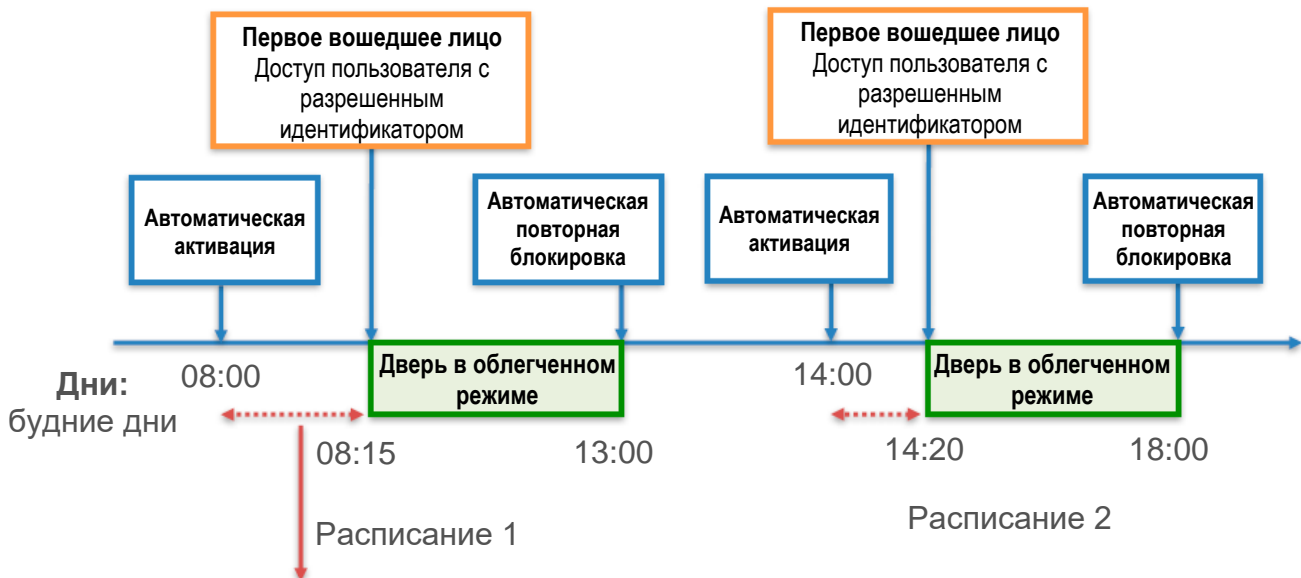 Первое вошедшее лицо
Доступ пользователя с
разрешенным
идентификатором
Первое вошедшее лицо
Доступ пользователя с
разрешенным
идентификатором
Автоматическая
активация
Автоматическая
повторная
блокировка
Автоматическая
активация
Автоматическая
повторная
блокировка
Дни:
будние дни
08:00
Дверь в облегченном
режиме
14:00
Дверь в облегченном
режиме
08:15
13:00
14:20
18:00
Расписание 1
Расписание 2